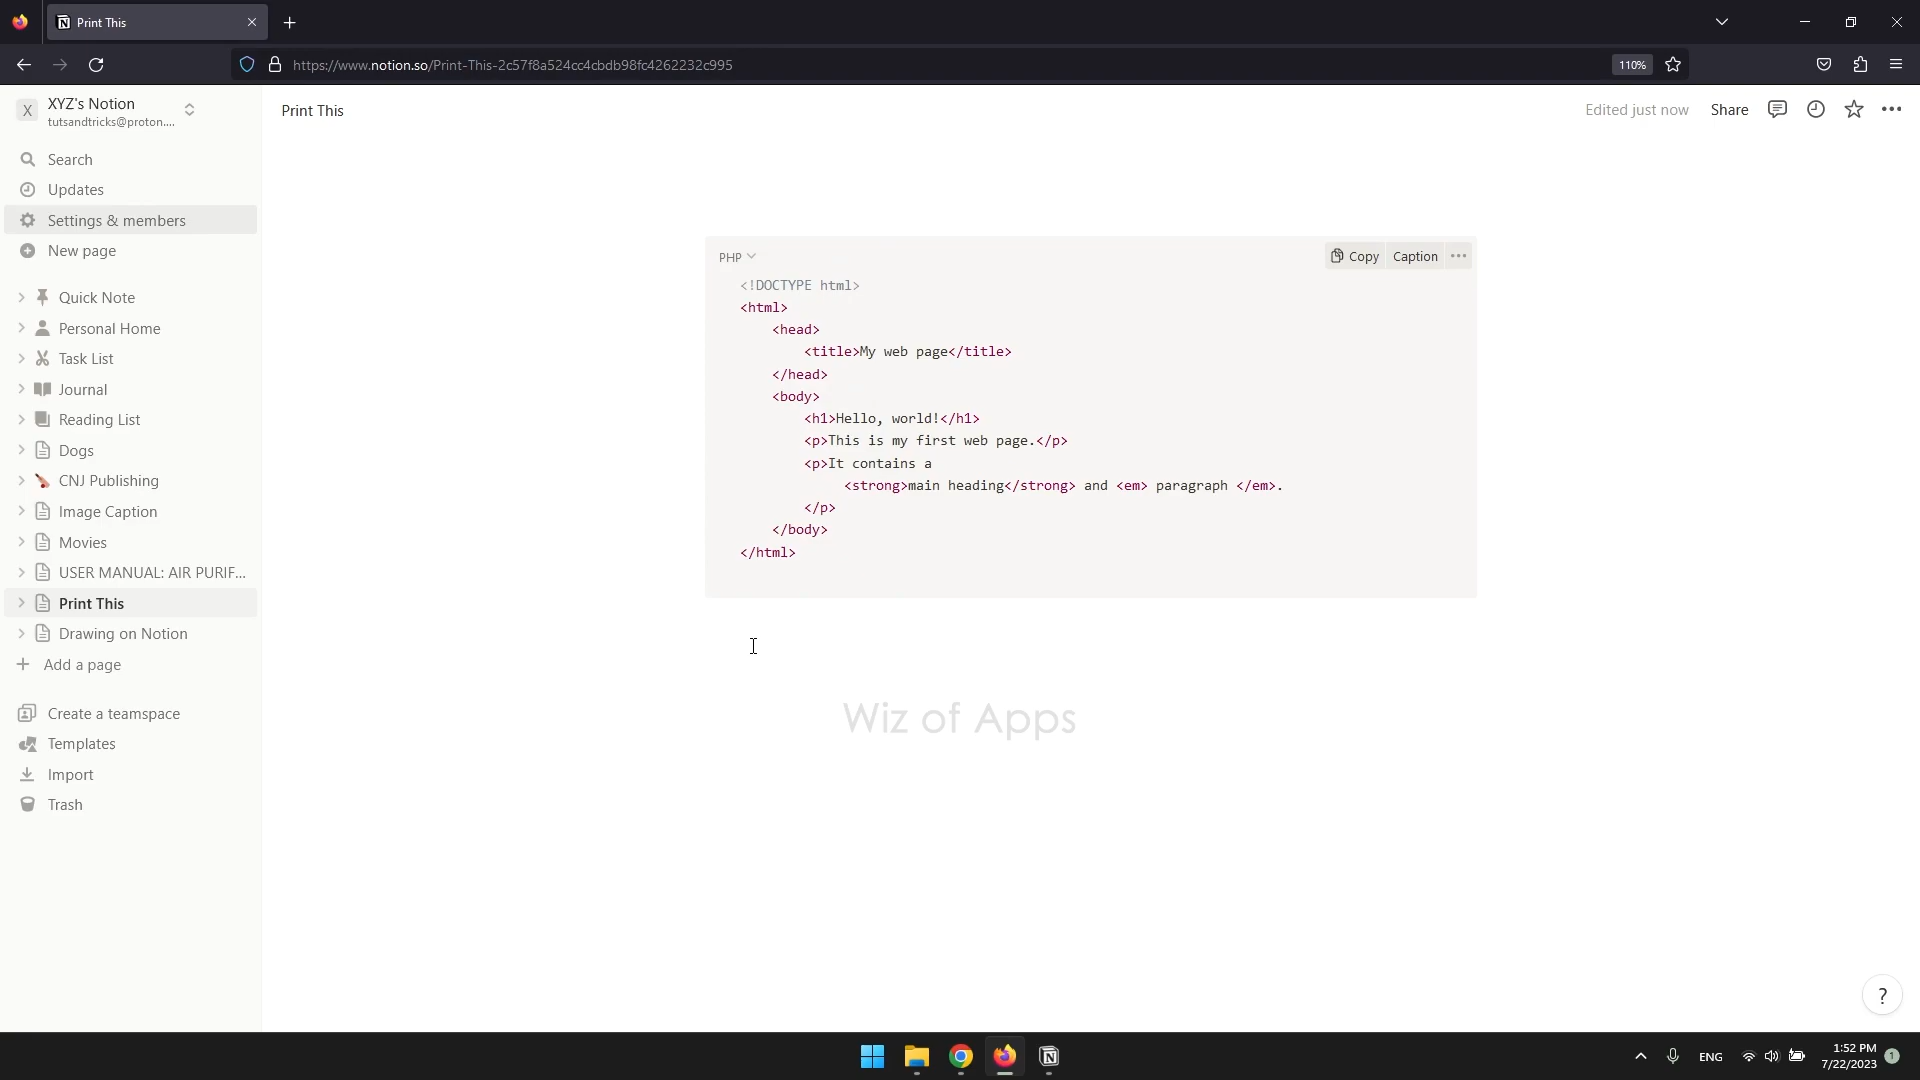 Print This
https://www.notion.so/Print-This-2c57f8a524cc4cbdb98fc4262232c995
110%
X
XYZ's Notion
tutsandtricks@proton....
Print This
Edited just now
Share
Search
Updates
Settings & members
New page
Quick Note
Personal Home
Task List
Journal
Reading List
Dogs
CNJ Publishing
Image Caption
Movies
USER MANUAL: AIR PURIF...
Print This
Drawing on Notion
Add a page
Create a teamspace
Templates
Import
Trash
PHP
Copy
Caption
<!DOCTYPE html>
<html>
    <head>
        <title>My web page</title>
    </head>
    <body>
        <h1>Hello, world!</h1>
        <p>This is my first web page.</p>
        <p>It contains a
             <strong>main heading</strong> and <em> paragraph </em>.
        </p>
    </body>
</html>
Wiz of Apps
?
ENG
1:52 PM
7/22/2023
1